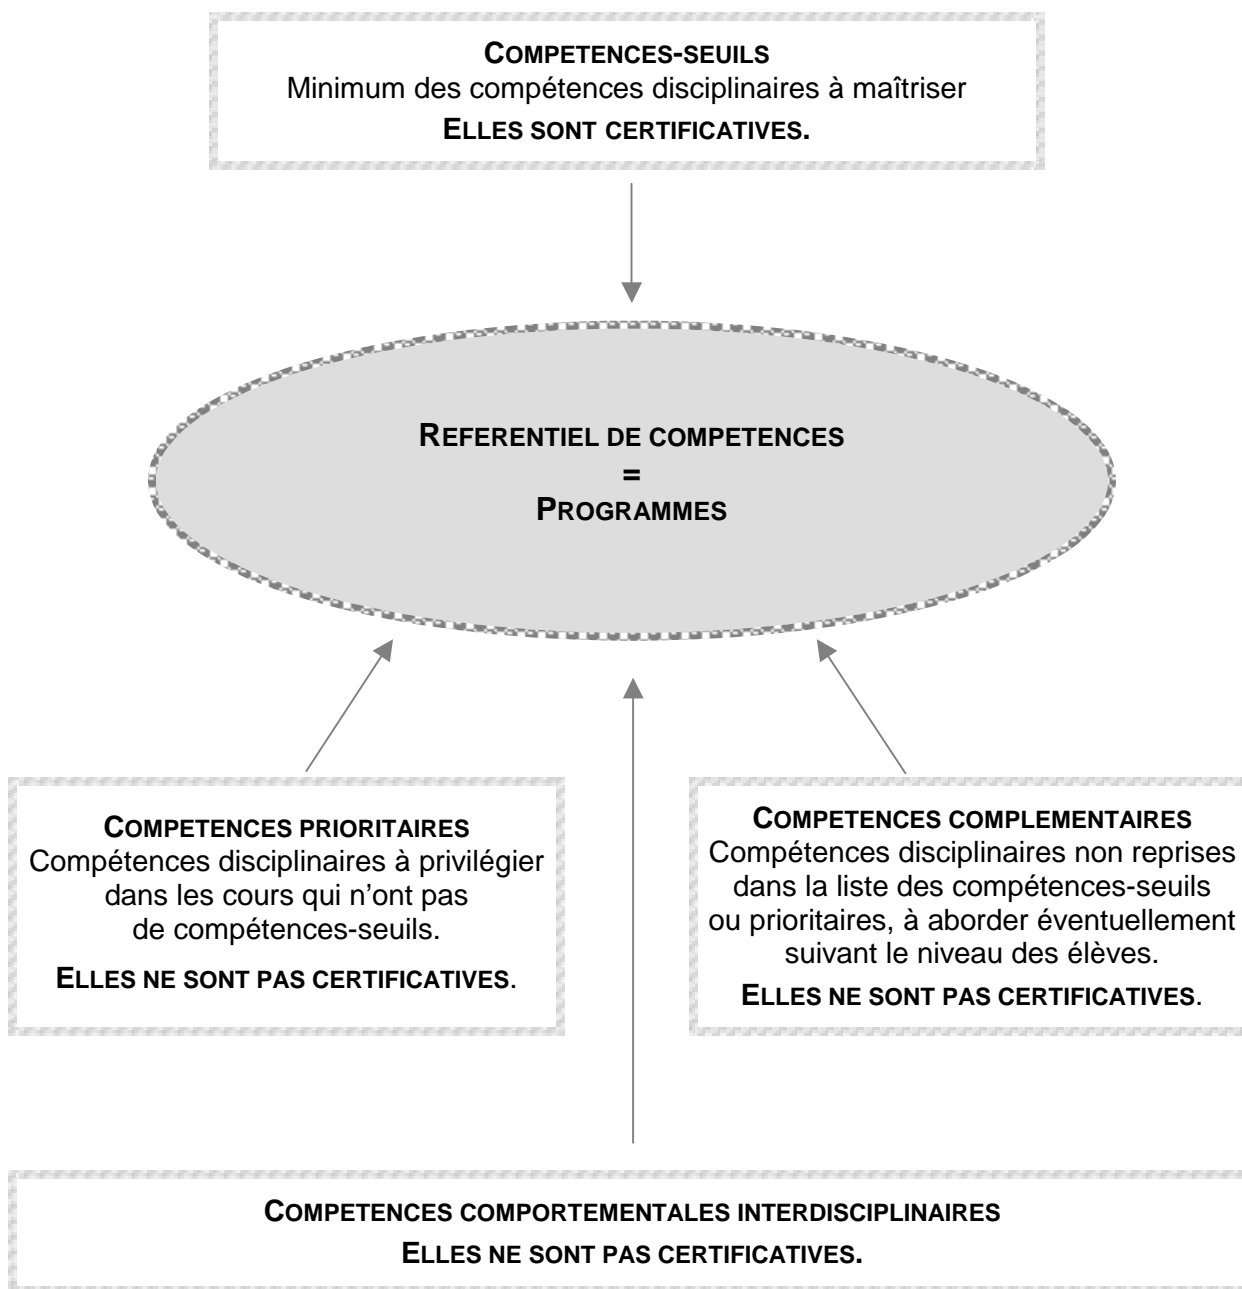 COMPETENCES-SEUILS
Minimum des compétences disciplinaires à maîtriser
ELLES SONT CERTIFICATIVES.
REFERENTIEL DE COMPETENCES
=
PROGRAMMES
COMPETENCES PRIORITAIRES
Compétences disciplinaires à privilégier
dans les cours qui n’ont pas
de compétences-seuils.
ELLES NE SONT PAS CERTIFICATIVES.
COMPETENCES COMPLEMENTAIRES
Compétences disciplinaires non reprises
dans la liste des compétences-seuils
ou prioritaires, à aborder éventuellement
suivant le niveau des élèves.
ELLES NE SONT PAS CERTIFICATIVES.
COMPETENCES COMPORTEMENTALES INTERDISCIPLINAIRES
ELLES NE SONT PAS CERTIFICATIVES.